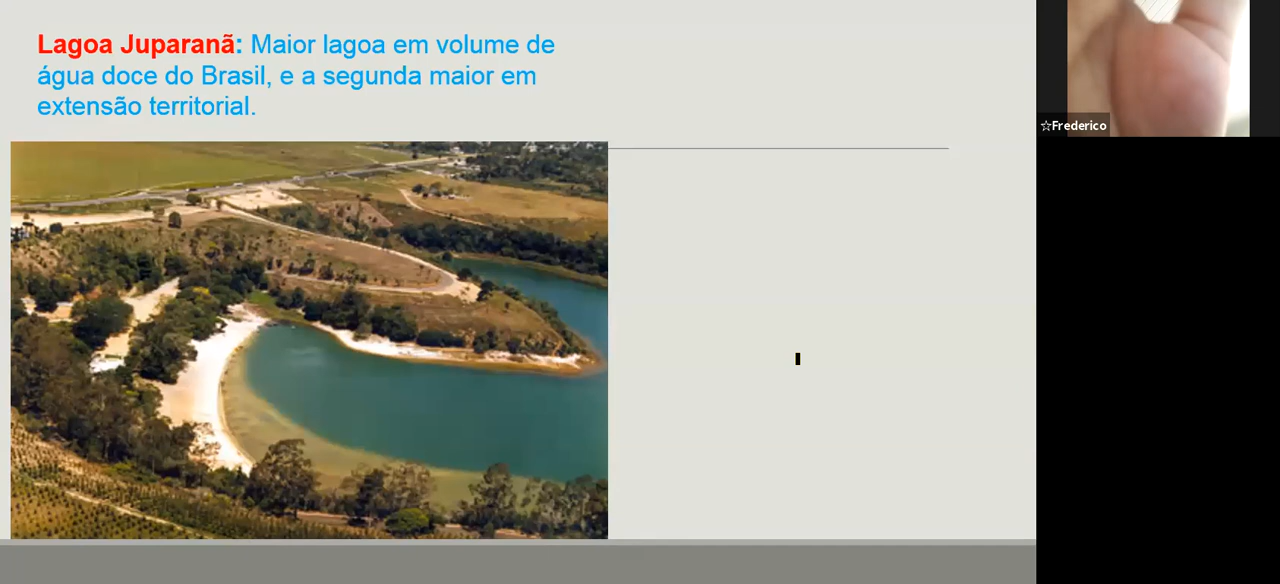 Lagoa Juparanã: Maior lagoa em volume de
água doce do Brasil, e a segunda maior em
extensão territorial.
☆Frederico